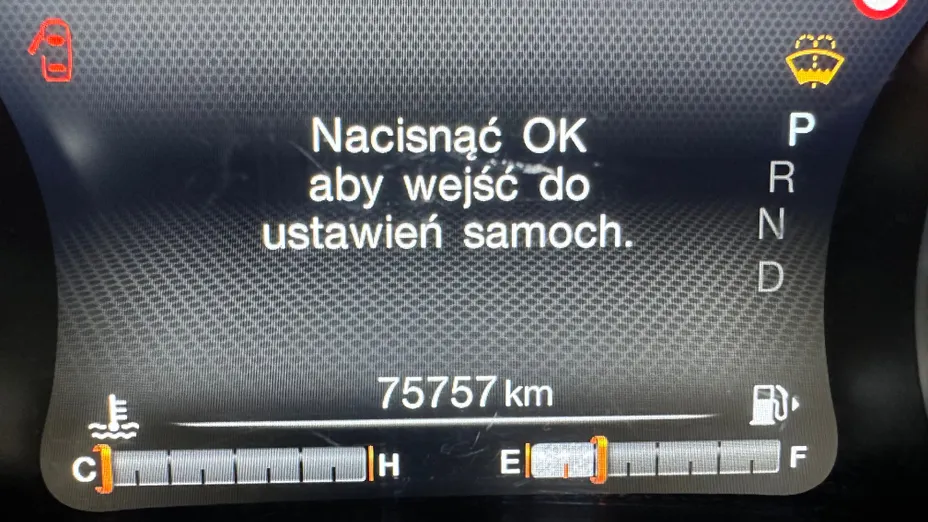 Nacisnąć OK
aby wejść do
ustawień samoch.
P
R
N
D
75757 km
C H E F